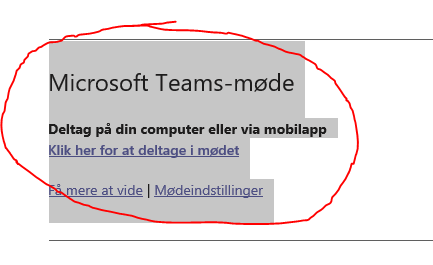 Microsoft Teams-møde
Deltag på din computer eller via mobilapp
Klik her for at deltage i mødet
Få mere at vide | Mødeindstillinger